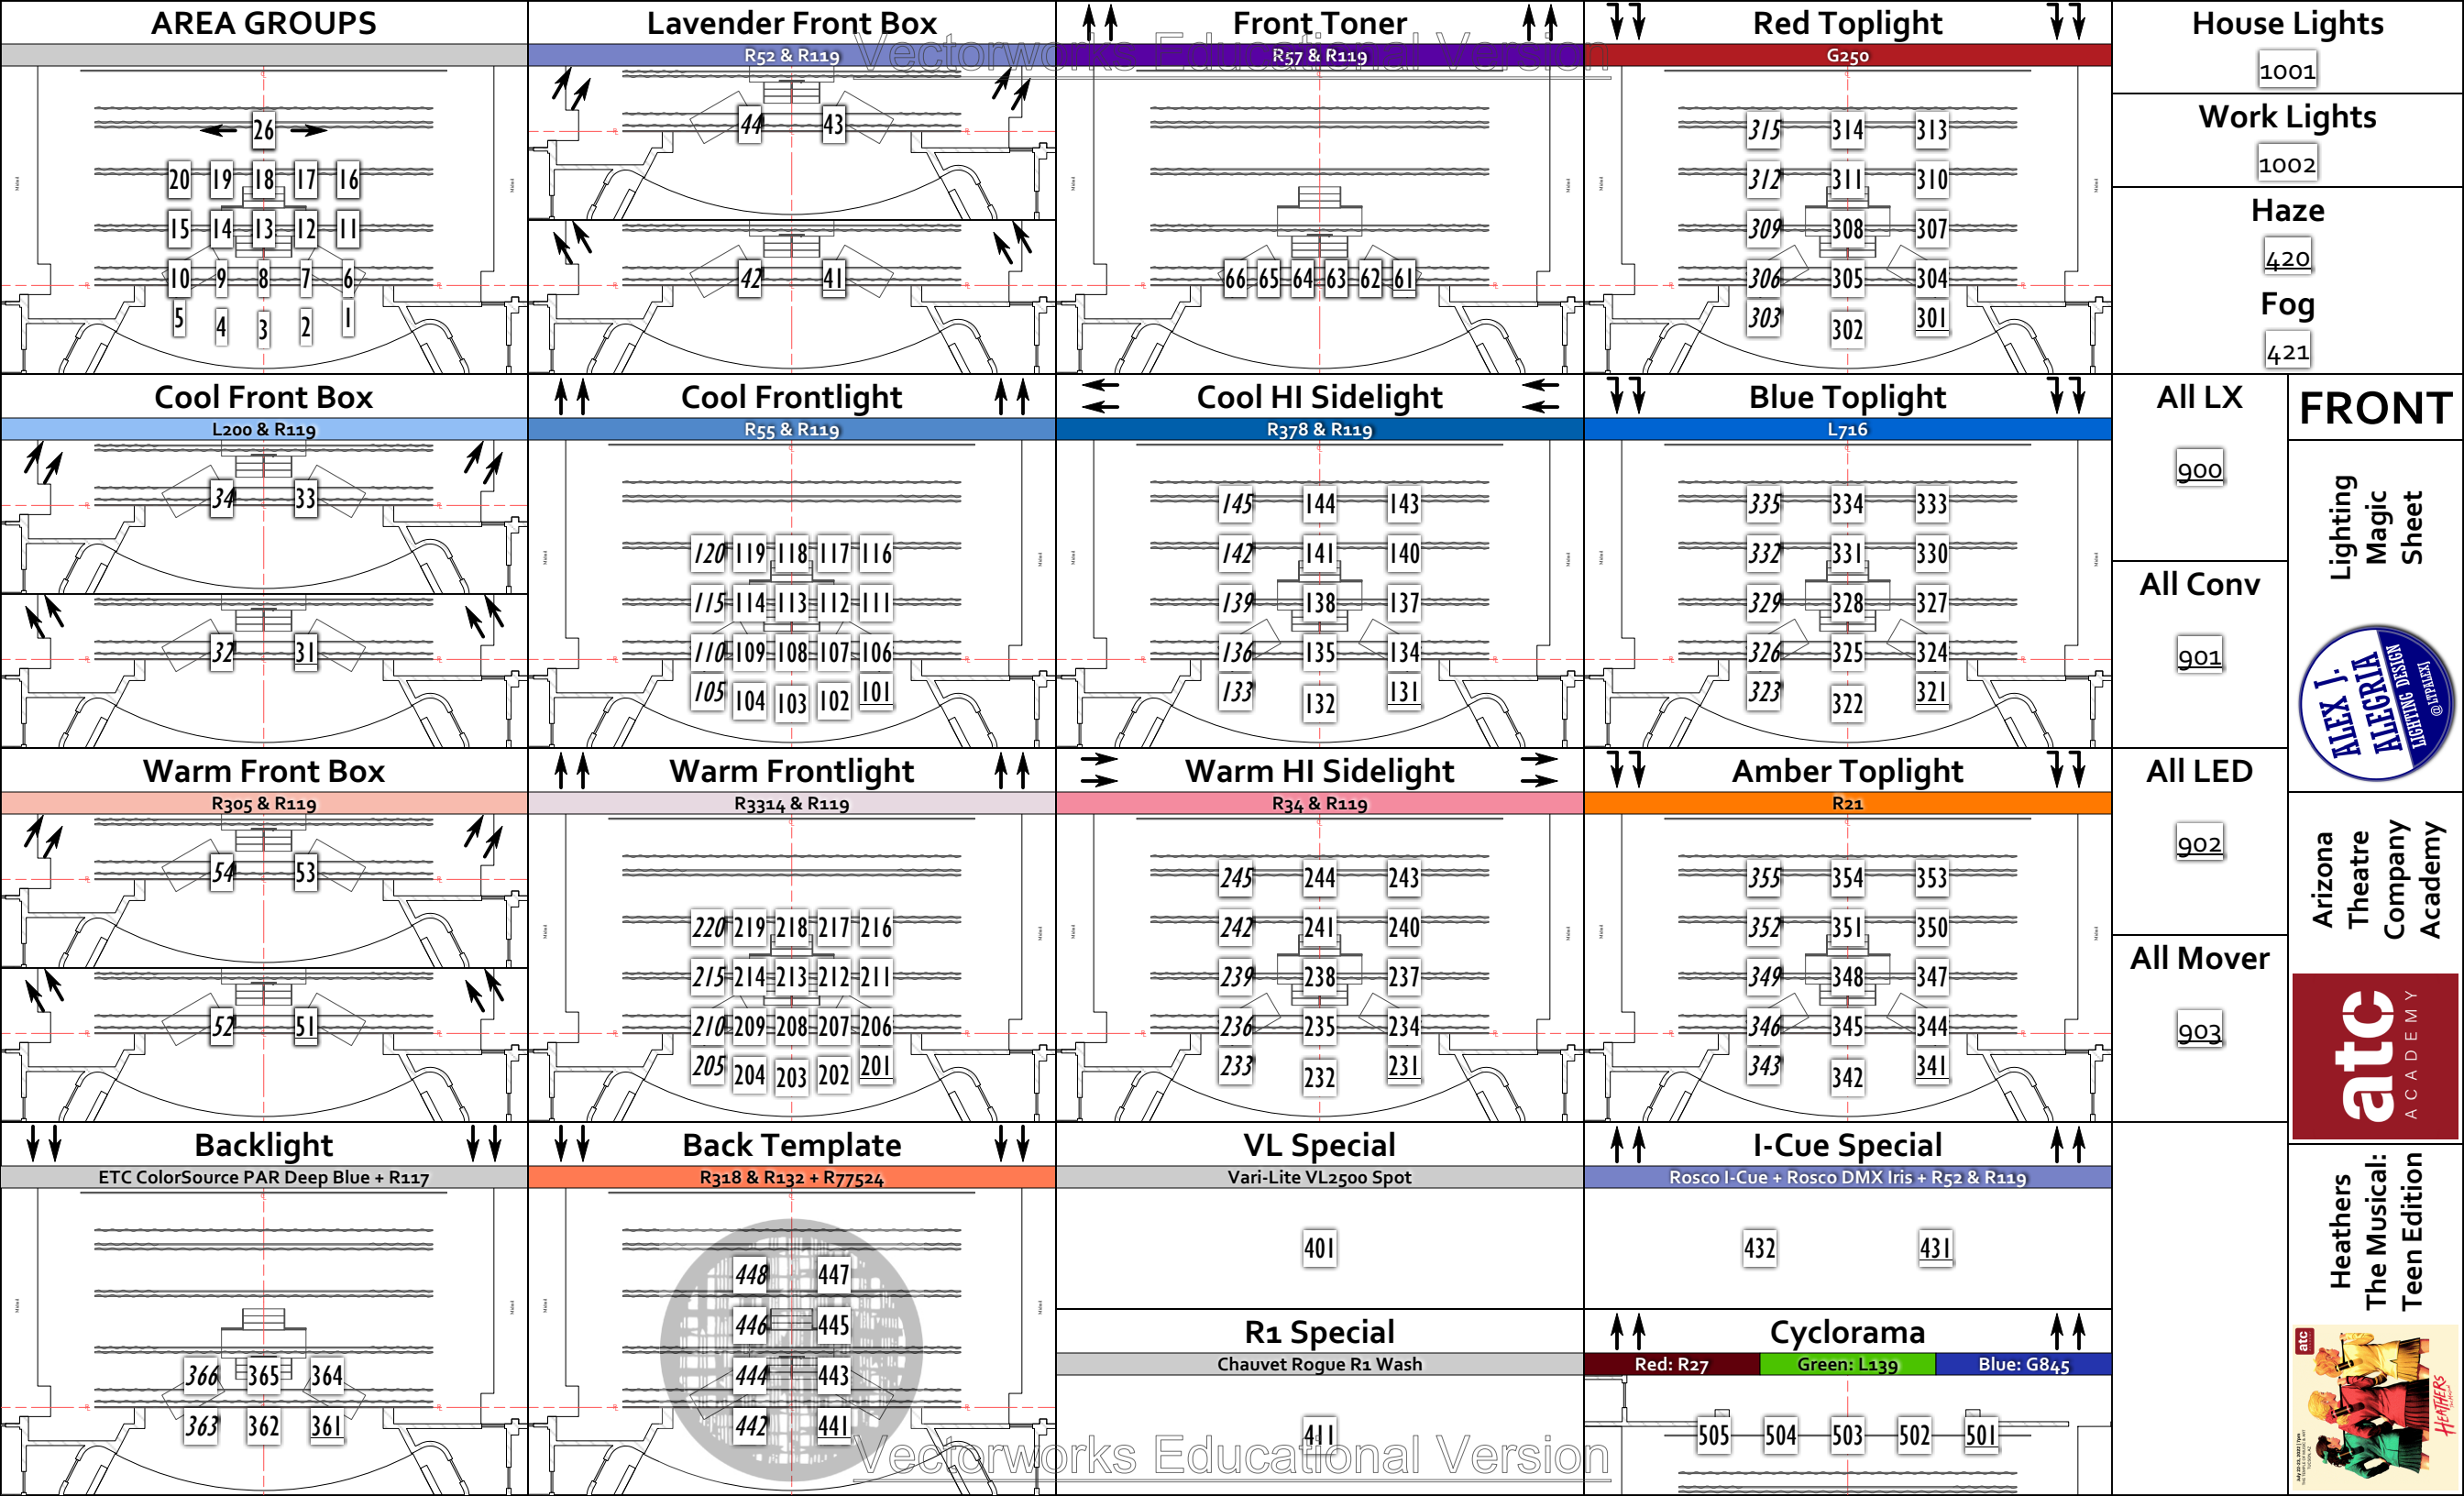 AREA GROUPS
26
20 19 18 17 16
15 14 13 12 11
10 9 8 7 6
5 4 3 2 1
Lavender Front Box
R52 & R119
44 43
42 41
Front Toner
R57 & R119
66 65 64 63 62 61
Red Toplight
G250
315 314 313
312 311 310
309 308 307
306 305 304
303 302 301
House Lights
1001
Work Lights
1002
Haze
420
Fog
421
Vectorworks Educational Version
Cool Front Box
L200 & R119
34 33
32 31
Cool Frontlight
R55 & R119
120 119 118 117 116
115 114 113 112 111
110 109 108 107 106
105 104 103 102 101
Cool HI Sidelight
R378 & R119
145 144 143
142 141 140
139 138 137
136 135 134
133 132 131
Blue Toplight
L716
335 334 333
332 331 330
329 328 327
326 325 324
323 322 321
All LX
900
All Conv
901
FRONT
Lighting
Magic
Sheet
ALEX J.
ALEGRIA
LIGHTING DESIGN
@LTPALEXJ
Warm Front Box
R305 & R119
54 53
52 51
Warm Frontlight
R3314 & R119
220 219 218 217 216
215 214 213 212 211
210 209 208 207 206
205 204 203 202 201
Warm HI Sidelight
R34 & R119
245 244 243
242 241 240
239 238 237
236 235 234
233 232 231
Amber Toplight
R21
355 354 353
352 351 350
349 348 347
346 345 344
343 342 341
All LED
902
All Mover
903
Arizona
Theatre
Company
Academy
atc
ACADEMY
Backlight
ETC ColorSource PAR Deep Blue + R117
366 365 364
363 362 361
Back Template
R318 & R132 + R77524
448 447
446 445
444 443
442 441
VL Special
Vari-Lite VL2500 Spot
401
R1 Special
Chauvet Rogue R1 Wash
411
I-Cue Special
Rosco I-Cue + Rosco DMX Iris + R52 & R119
432 431
Cyclorama
Red: R27 Green: L139 Blue: G845
505 504 503 502 501
Heathers
The Musical:
Teen Edition
atc
HEATHERS
Vectorworks Educational Version